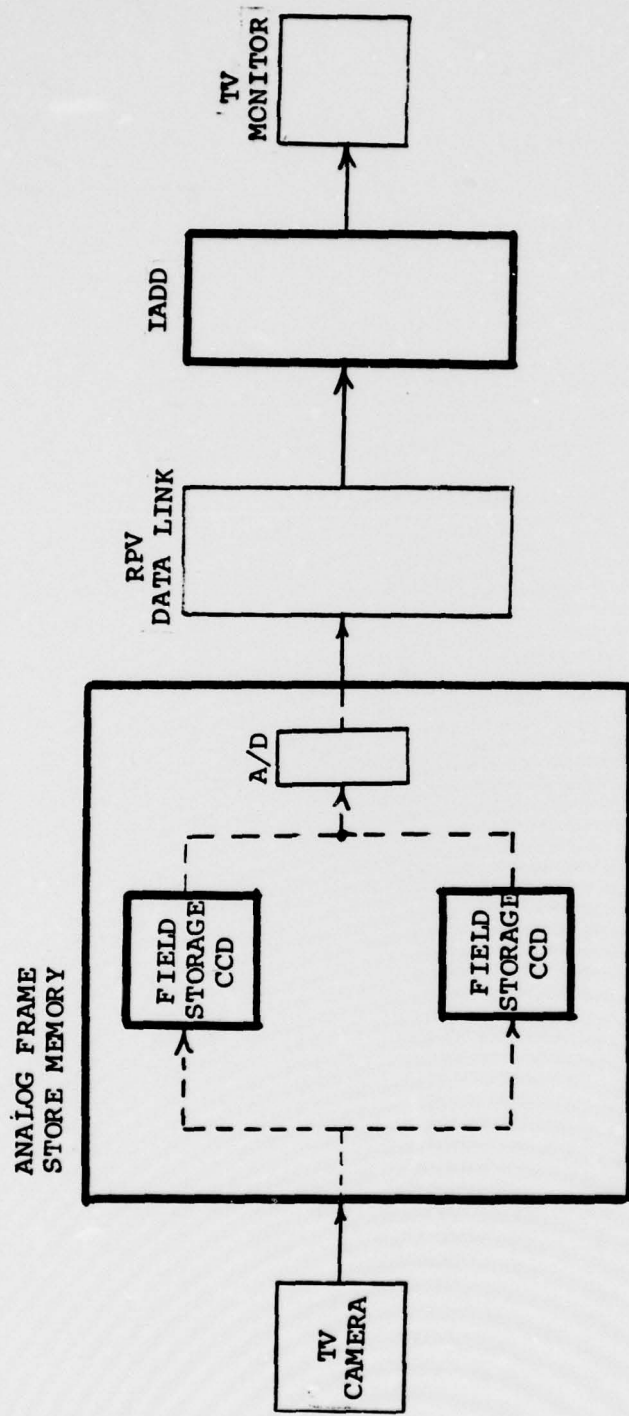 ANALOG FRAME
STORE MEMORY
TV
CAMERA
FIELD
STORAGE
CCD
FIELD
STORAGE
CCD
A/D
RPV
DATA LINK
IADD
TV
MONITOR